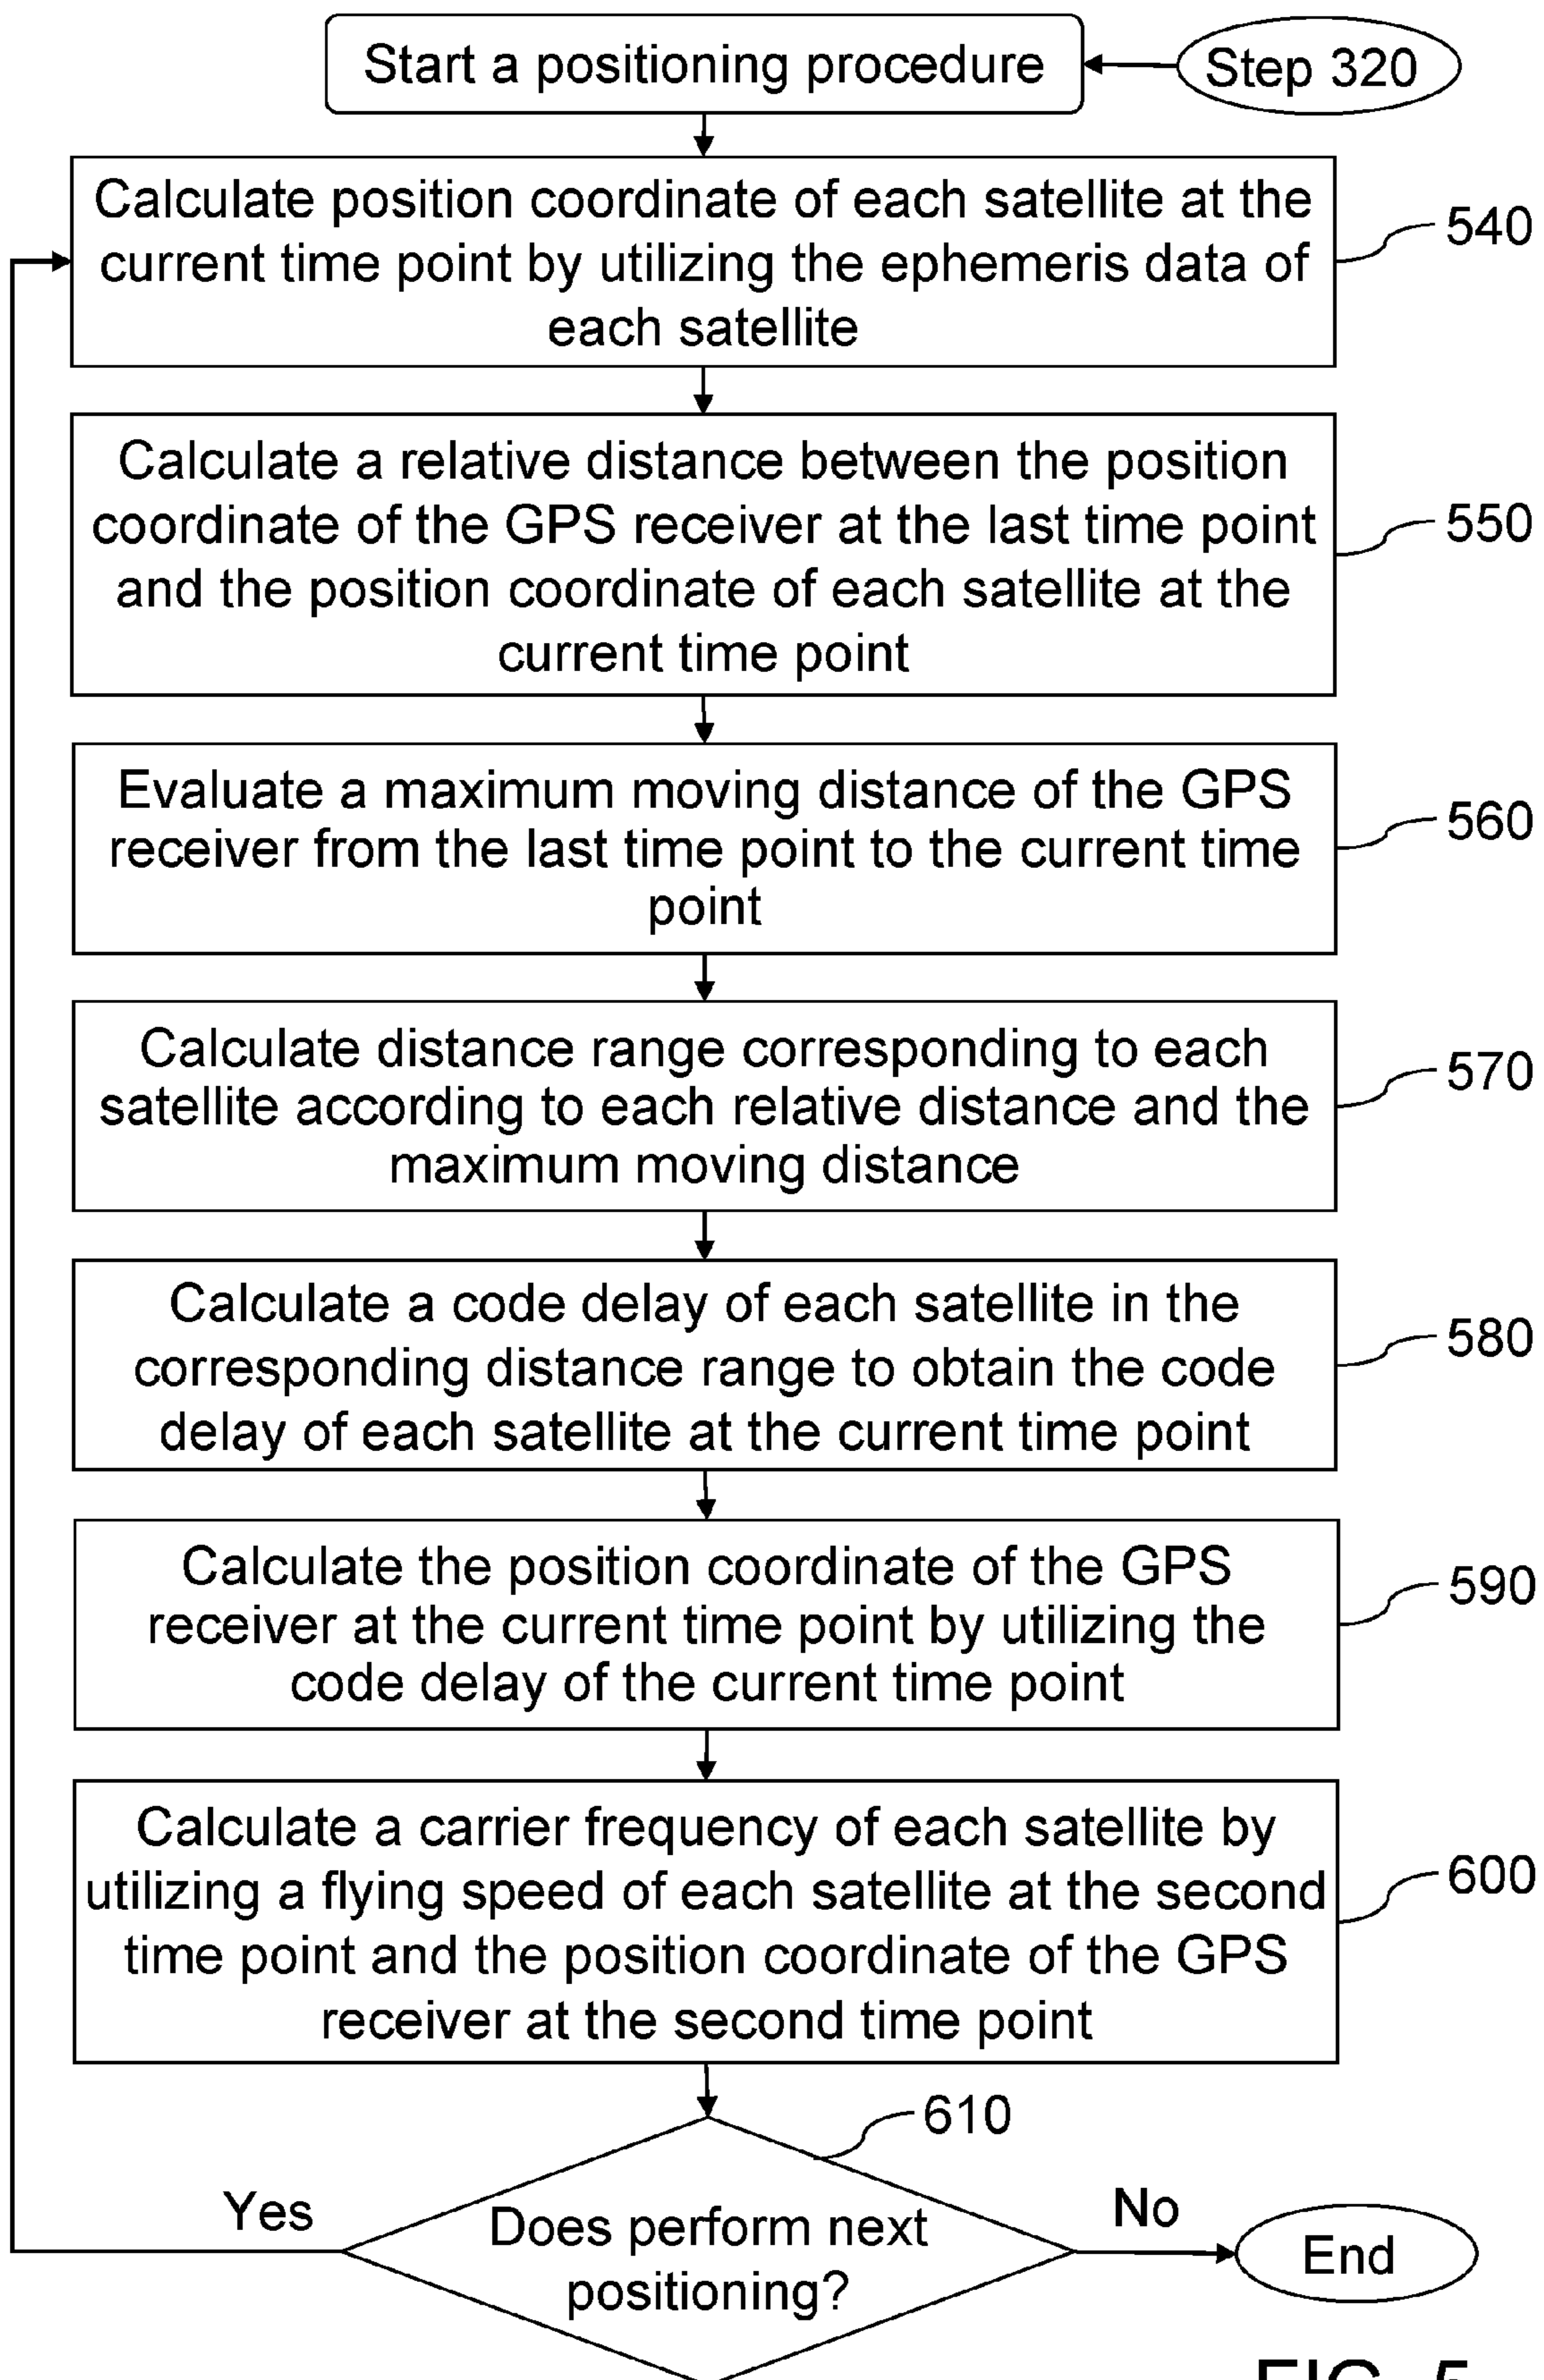 Start a positioning procedure
Step 320
Calculate position coordinate of each satellite at the
current time point by utilizing the ephemeris data of
each satellite
540
Calculate a relative distance between the position
coordinate of the GPS receiver at the last time point
and the position coordinate of each satellite at the
current time point
550
Evaluate a maximum moving distance of the GPS
receiver from the last time point to the current time
point
560
Calculate distance range corresponding to each
satellite according to each relative distance and the
maximum moving distance
570
Calculate a code delay of each satellite in the
corresponding distance range to obtain the code
delay of each satellite at the current time point
580
Calculate the position coordinate of the GPS
receiver at the current time point by utilizing the
code delay of the current time point
590
Calculate a carrier frequency of each satellite by
utilizing a flying speed of each satellite at the second
time point and the position coordinate of the GPS
receiver at the second time point
600
610
Yes
Does perform next
positioning?
No
End
FIG. 5